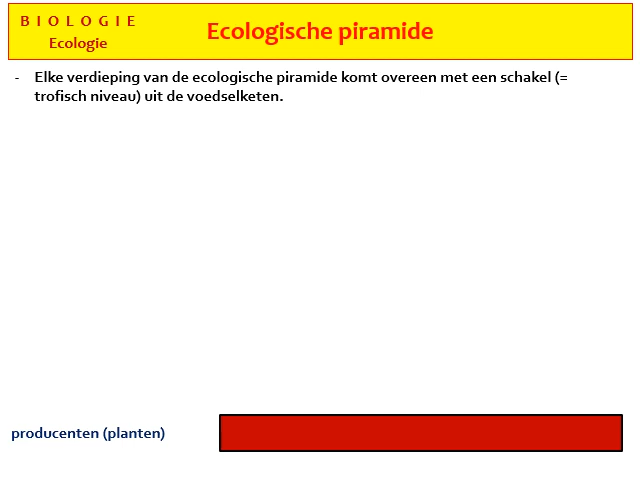 B I O L O G I E
Ecologie
Ecologische piramide
- Elke verdieping van de ecologische piramide komt overeen met een schakel (=
trofisch niveau) uit de voedselketen.
producenten (planten)